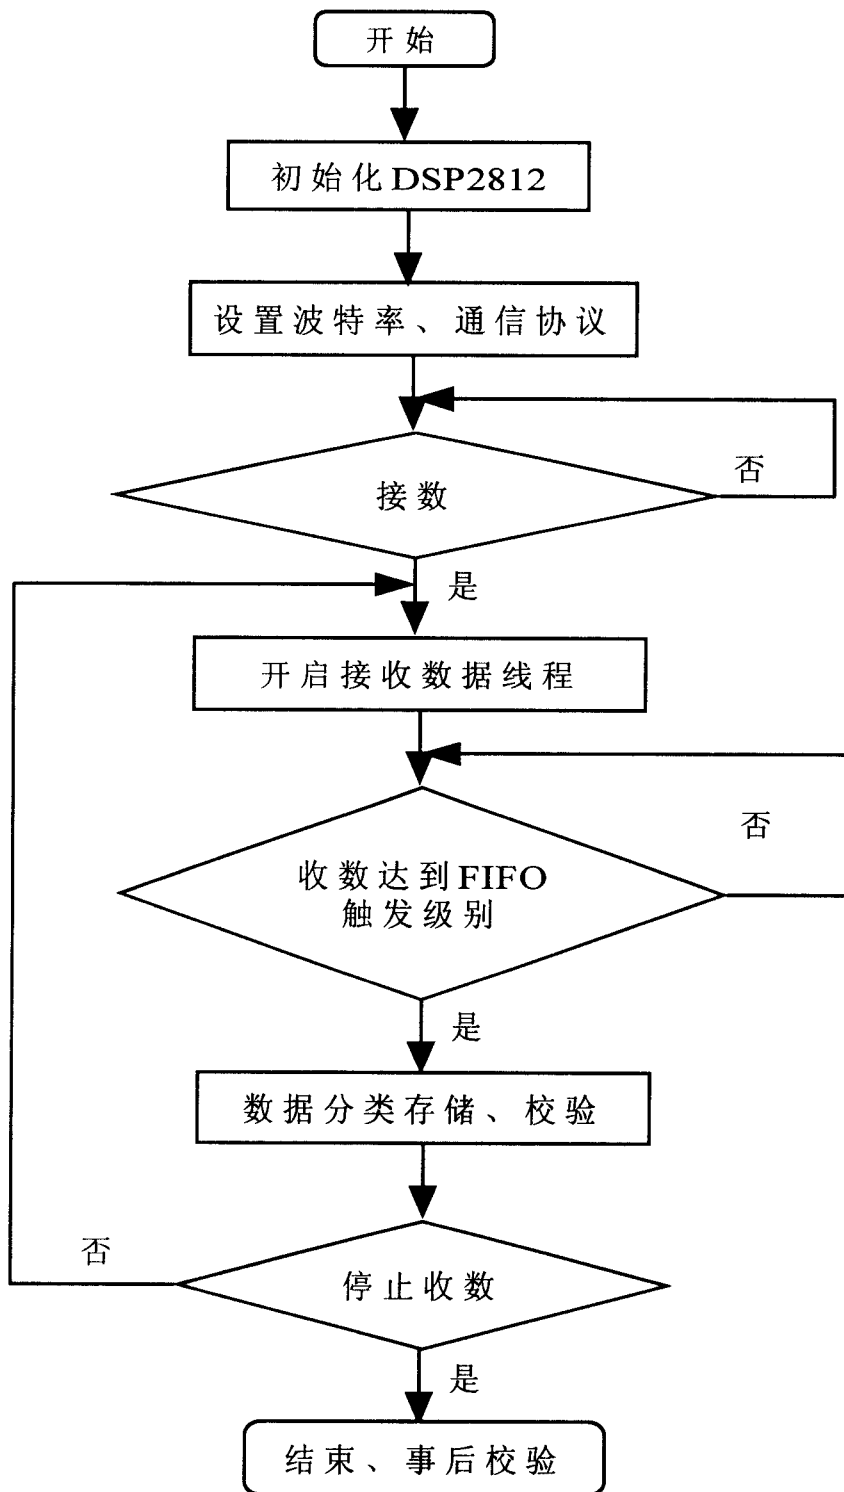 开始
初始化DSP2812
设置波特率、通信协议
否
接数
是
开启接收数据线程
否
收数达到FIFO
触发级别
是
数据分类存储、校验
否
停止收数
是
结束、事后校验